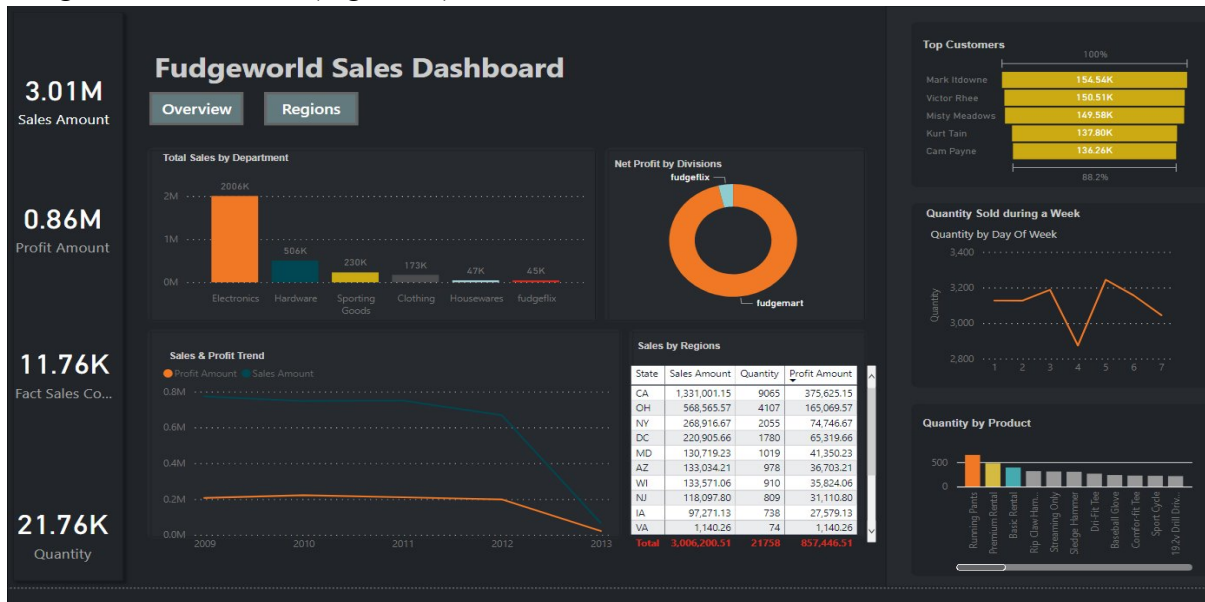 3.01M
Sales Amount
0.86M
Profit Amount
11.76K
Fact Sales Co...
21.76K
Quantity
Fudgeworld Sales Dashboard
Overview Regions
Total Sales by Department
2M
1M
0M
2006K 506K 230K 173K 47K 45K
Electronics Hardware Sporting Goods Clothing Housewares fudgeflix
Net Profit by Divisions
fudgeflix
fudgemart
Sales & Profit Trend
Profit Amount Sales Amount
0.8M
0.6M
0.4M
0.2M
0.0M
2009 2010 2011 2012 2013
Sales by Regions
State Sales Amount Quantity Profit Amount
CA 1,331,001.15 9065 375,625.15
OH 568,565.57 4107 165,069.57
NY 268,916.67 2055 74,746.67
DC 220,905.66 1780 65,319.66
MD 130,719.23 1019 41,350.23
AZ 133,034.21 978 36,703.21
WI 133,571.06 910 35,824.06
NJ 118,097.80 809 31,110.80
IA 97,271.13 738 27,579.13
VA 1,140.26 74 1,140.26
Total 3,006,200.51 21758 857,446.51
Top Customers
100%
Mark Itdowne 154.54K
Victor Rhee 150.51K
Misty Meadows 149.58K
Kurt Tain 137.80K
Cam Payne 136.26K
88.2%
Quantity Sold during a Week
Quantity by Day Of Week
Quantity
3,400
3,200
3,000
2,800
1 2 3 4 5 6 7
Quantity by Product
500
0
Running Pants
Premium Rental
Basic Rental
Rip Claw Ham...
Streaming Only
Sledge Hammer
Dri-Fit Tee
Baseball Glove
Comfor-fit Tee
Sport Cycle
19.2v Drill Driv...